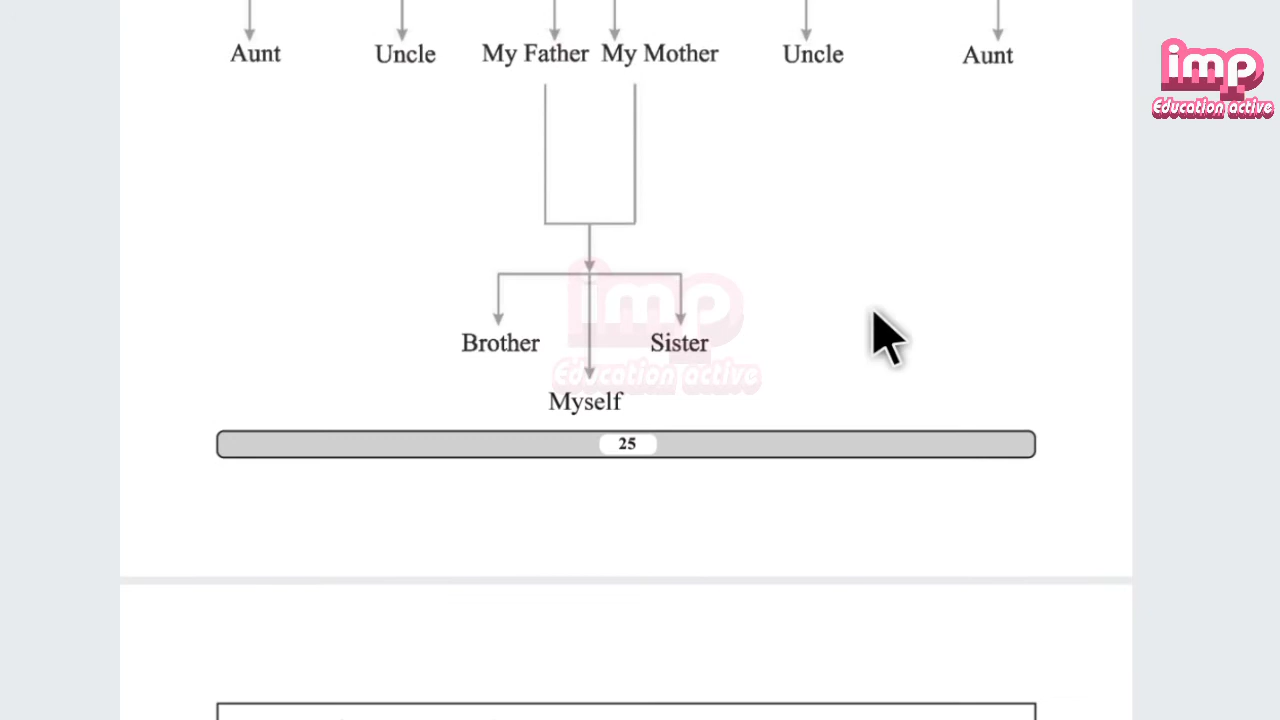 Aunt Uncle My Father My Mother Uncle Aunt
imp
Education active
Brother Sister
imp
Education active
Myself
25